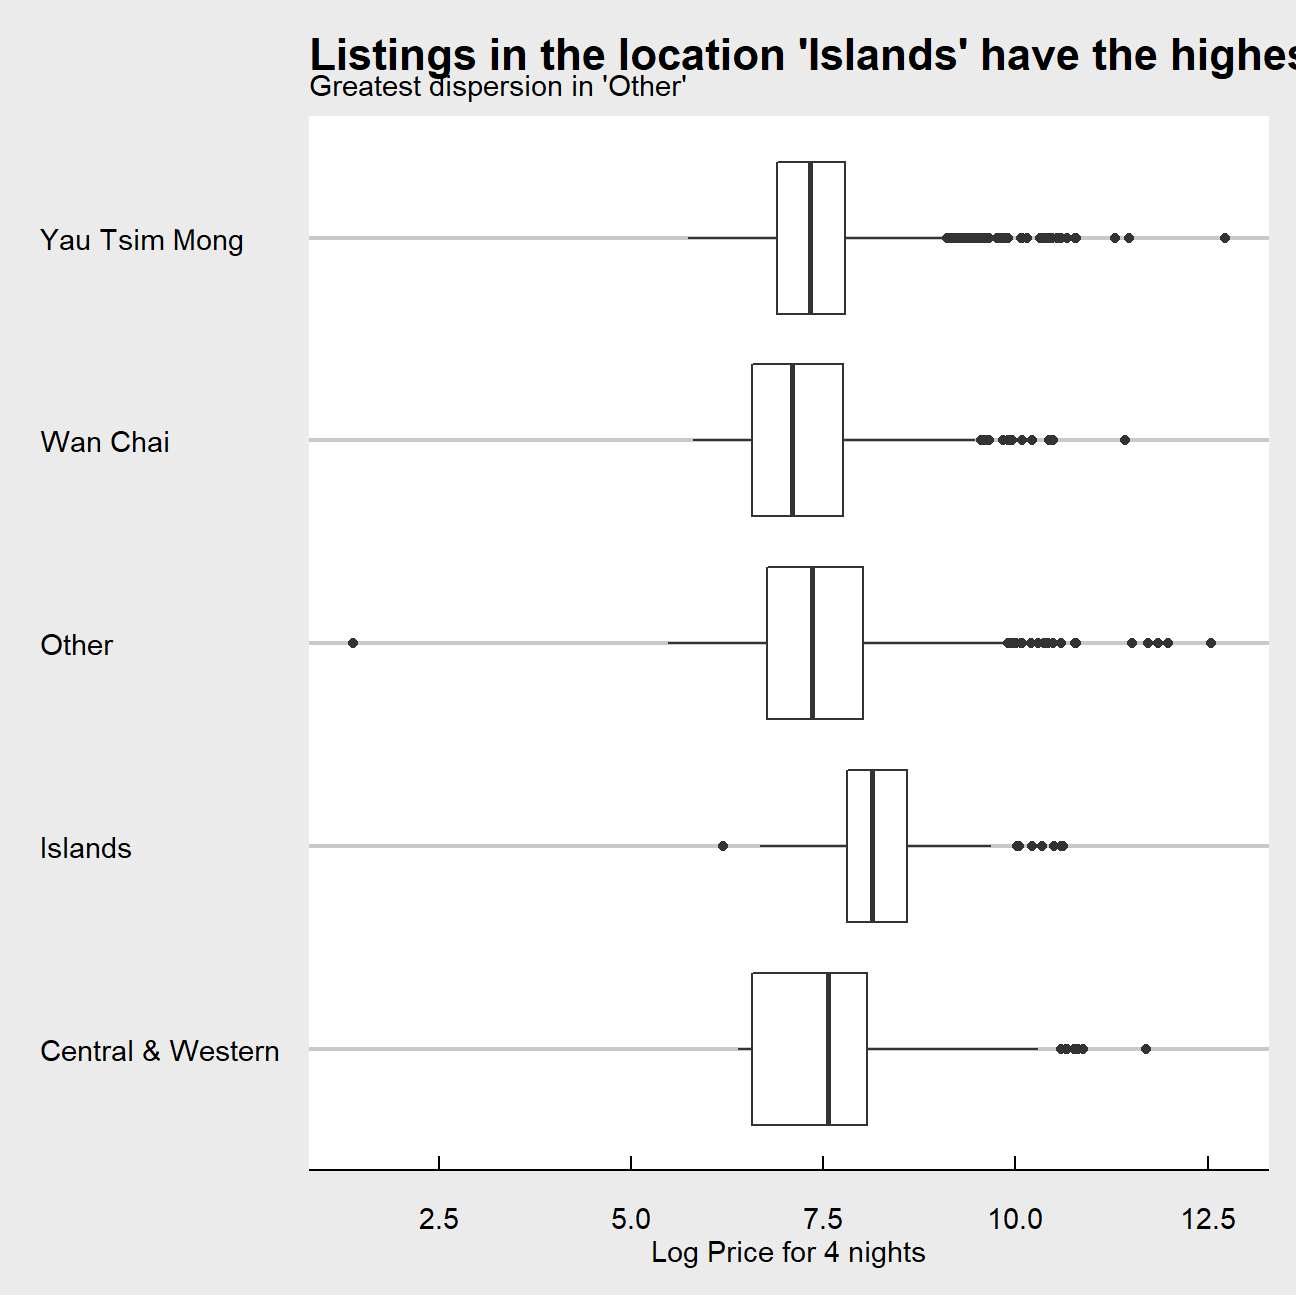 Listings in the location 'Islands' have the highes
Greatest dispersion in 'Other'
Yau Tsim Mong
Wan Chai
Other
Islands
Central & Western
2.5 5.0 7.5 10.0 12.5
Log Price for 4 nights